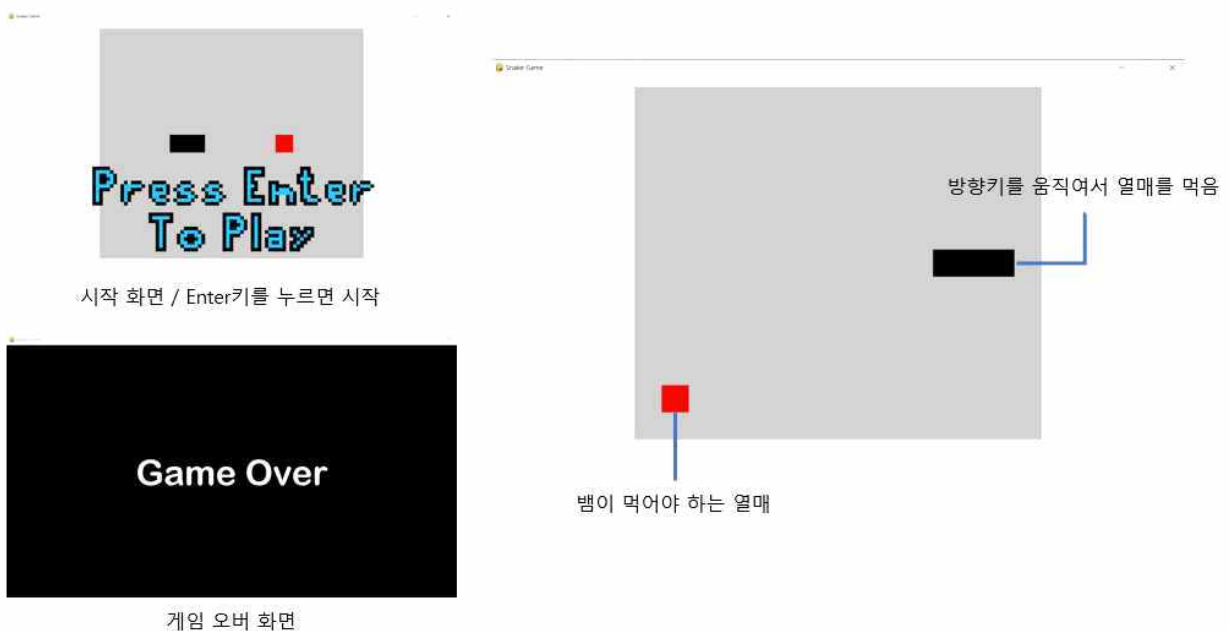 Snake Game
Press Enter
To Play
시작 화면 / Enter키를 누르면 시작
Game Over
게임 오버 화면
Snake Game
방향키를 움직여서 열매를 먹음
뱀이 먹어야 하는 열매